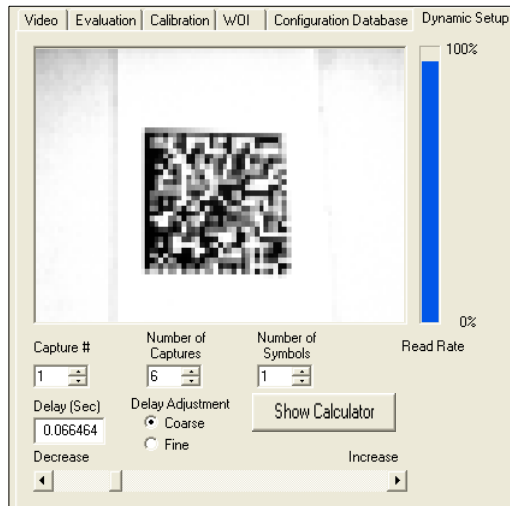 Video Evaluation Calibration WOI Configuration Database Dynamic Setup
100%
0%
Read Rate
Capture #
1
Number of
Captures
6
Number of
Symbols
1
Delay (Sec)
0.066464
Delay Adjustment
Coarse
Fine
Show Calculator
Decrease Increase